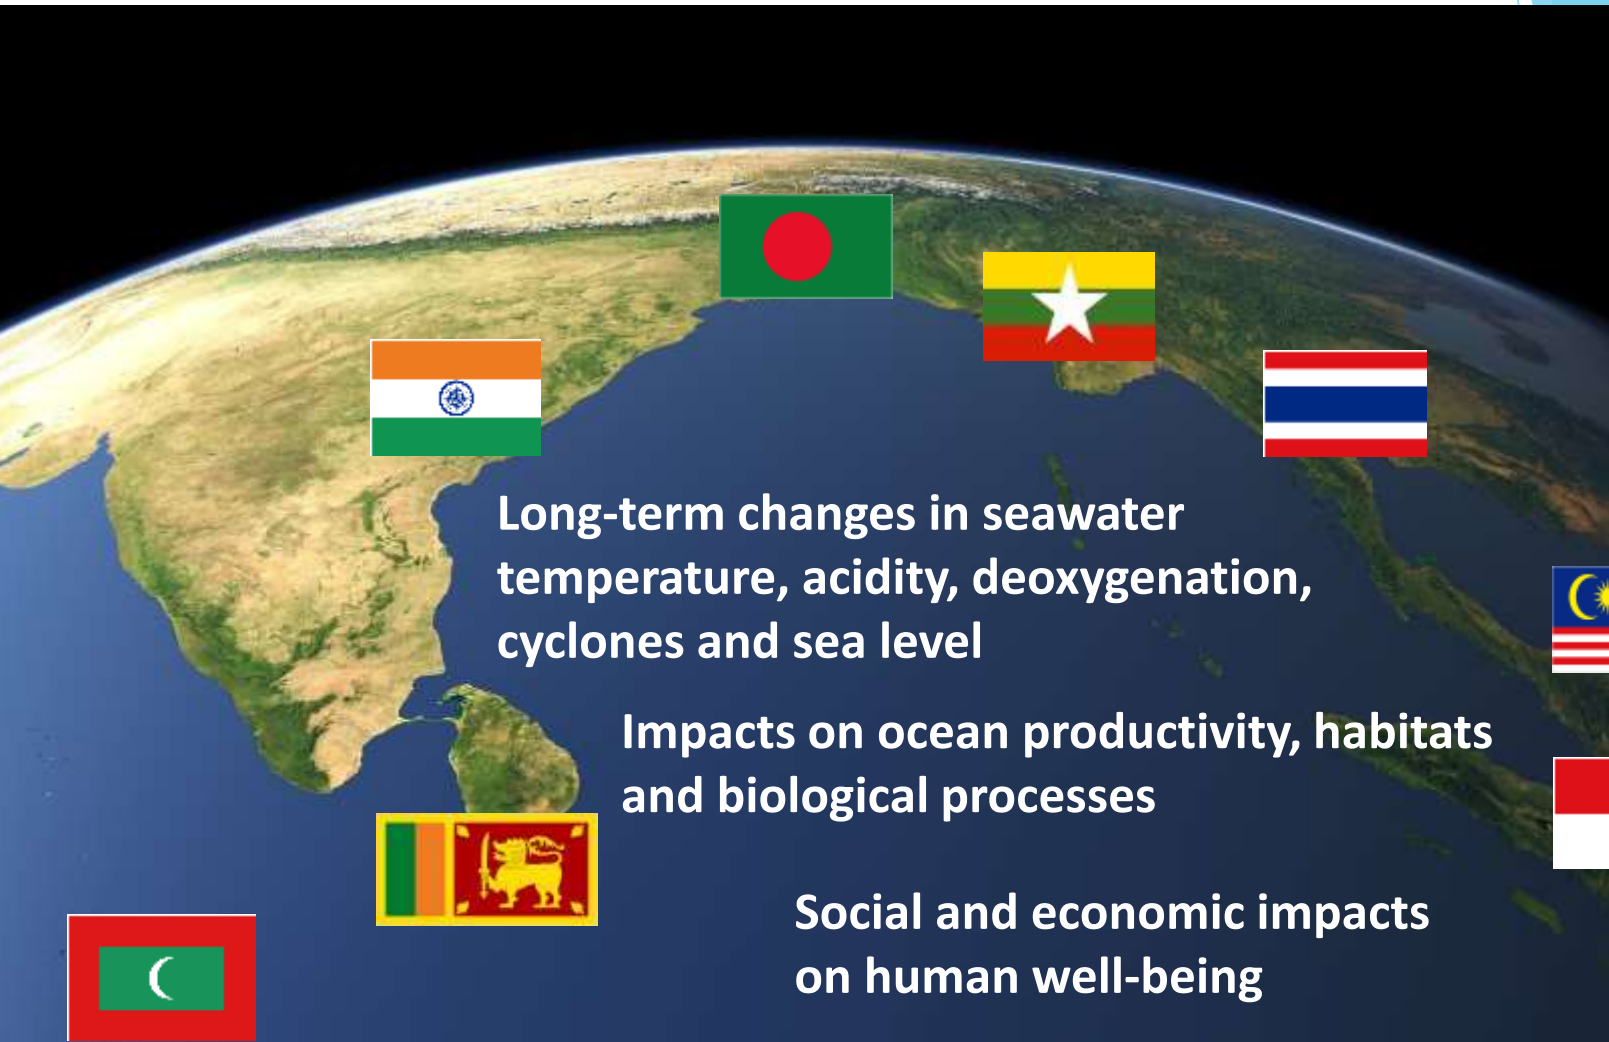 Long-term changes in seawater
temperature, acidity, deoxygenation,
cyclones and sea level
Impacts on ocean productivity, habitats
and biological processes
Social and economic impacts
on human well-being